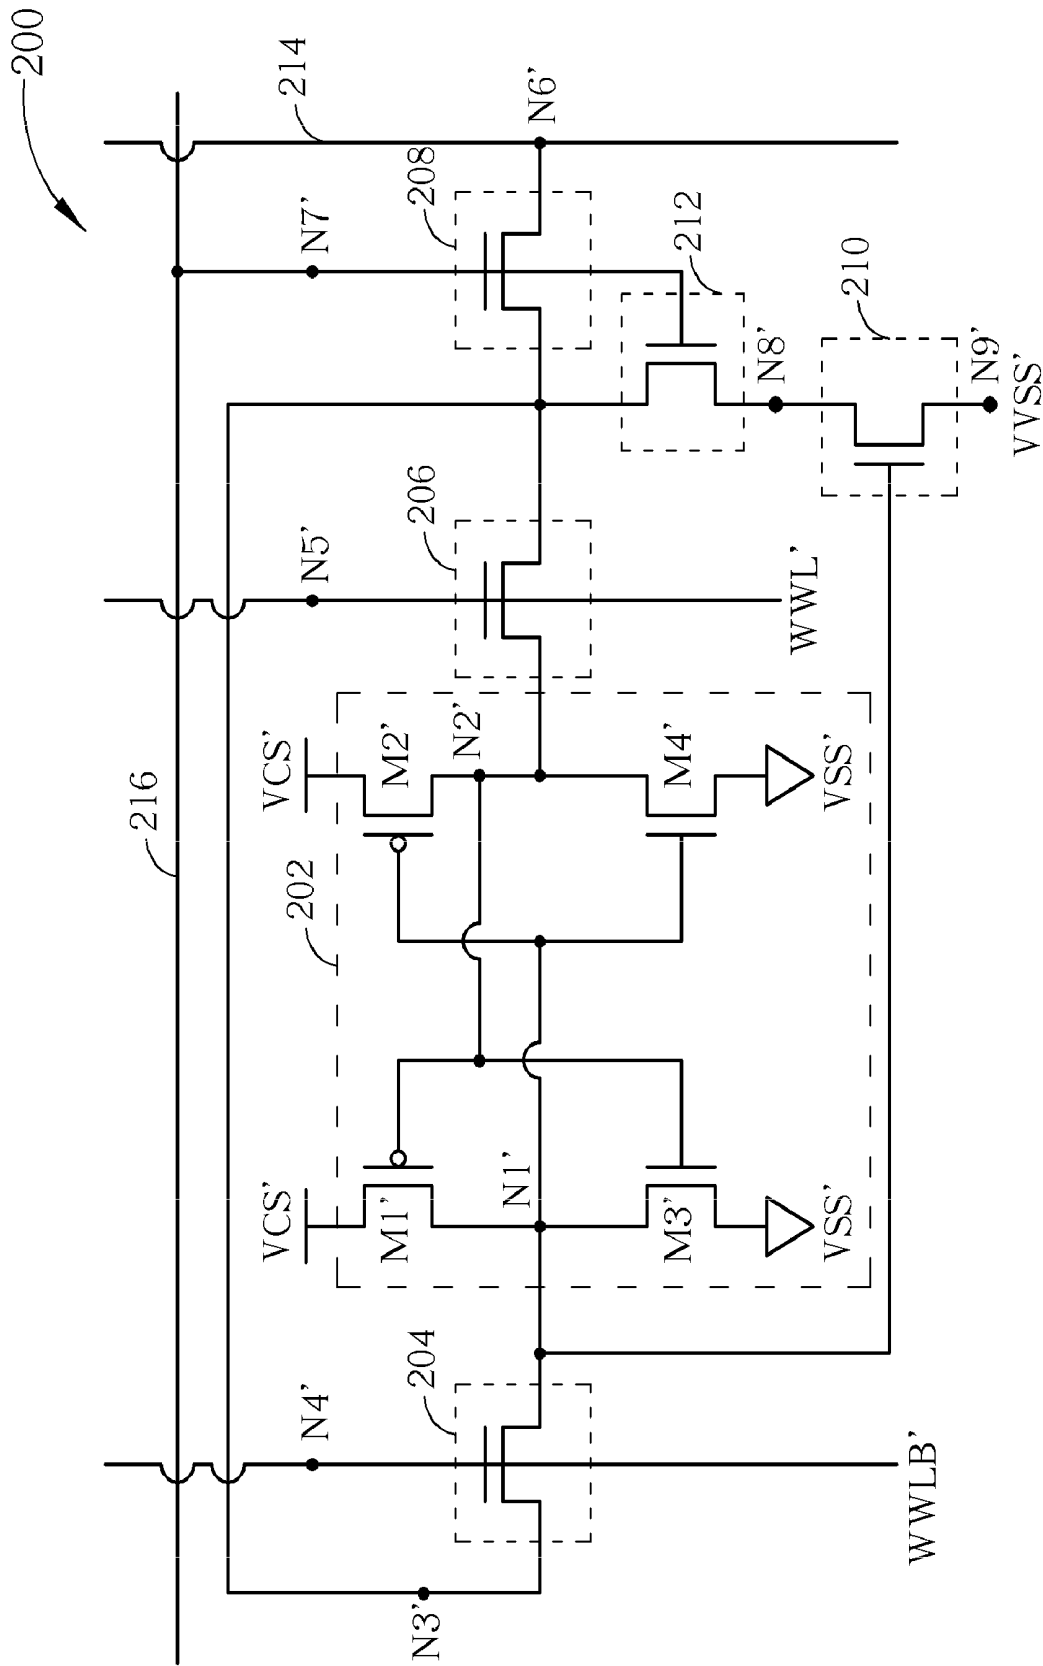 200
216
214
N4'
N5'
N7'
N6'
204
206
208
VCS'
VCS'
202
M1'
M2'
N1'
N2'
N3'
M3'
M4'
VSS'
VSS'
212
N8'
210
N9'
VVSS'
WWL'
WWLB'